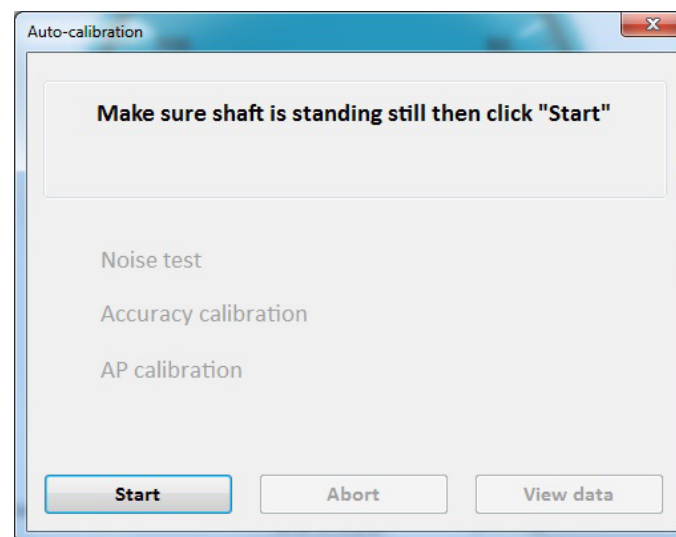 Auto-calibration
Make sure shaft is standing still then click "Start"
Noise test
Accuracy calibration
AP calibration
Start
Abort
View data